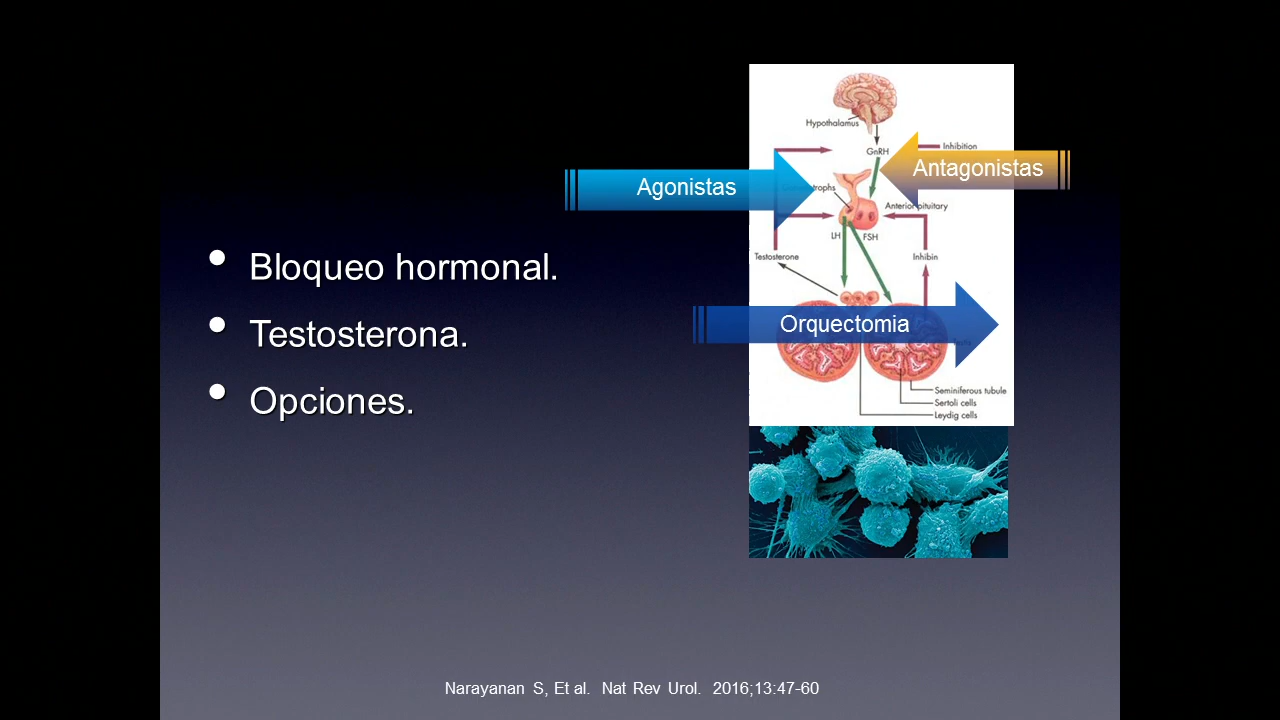 Hypothalamus
GnRH
Inhibition
Antagonistas
Agonistas
Anterior pituitary
LH
FSH
Testosterone
Inhibin
Bloqueo hormonal.
Testosterona.
Opciones.
Orquectomia
Seminiferous tubule
Sertoli cells
Leydig cells
Narayanan S, Et al. Nat Rev Urol. 2016;13:47-60